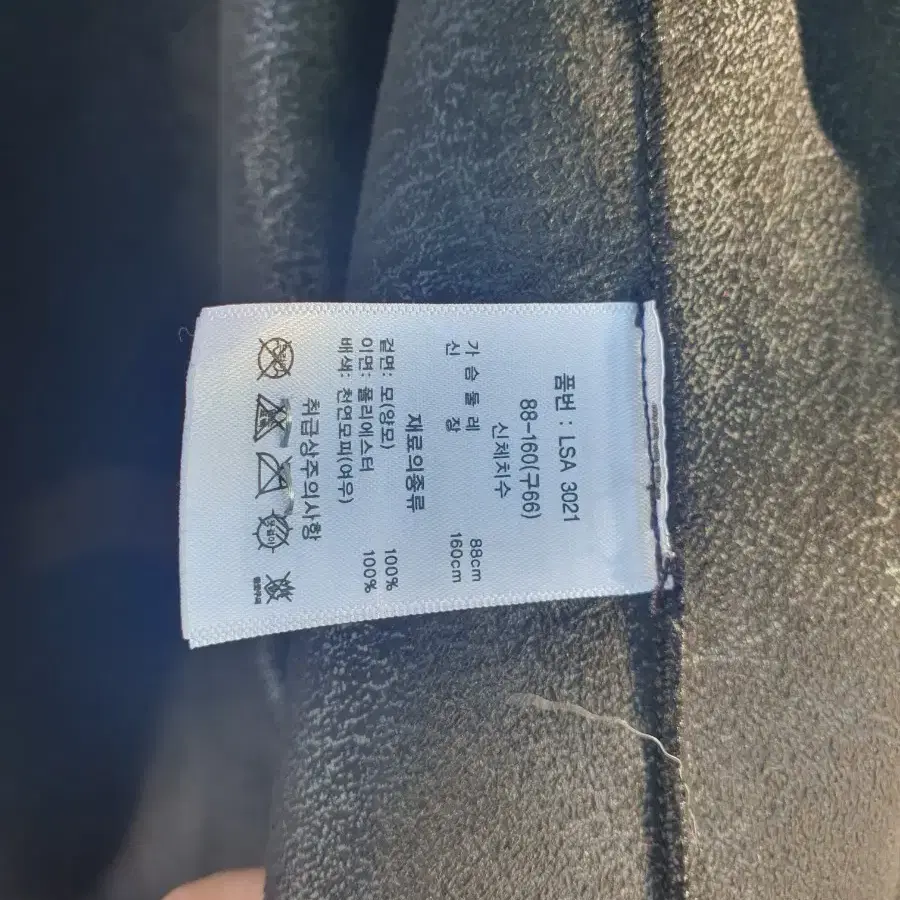 품번 : LSA 3021
88-160(구66)
신체치수
가 슴 둘 레 88cm
신 장 160cm
재료의종류
겉면: 모(양모) 100%
이면: 폴리에스터 100%
배색: 천연모피(여우)
취급상주의사항